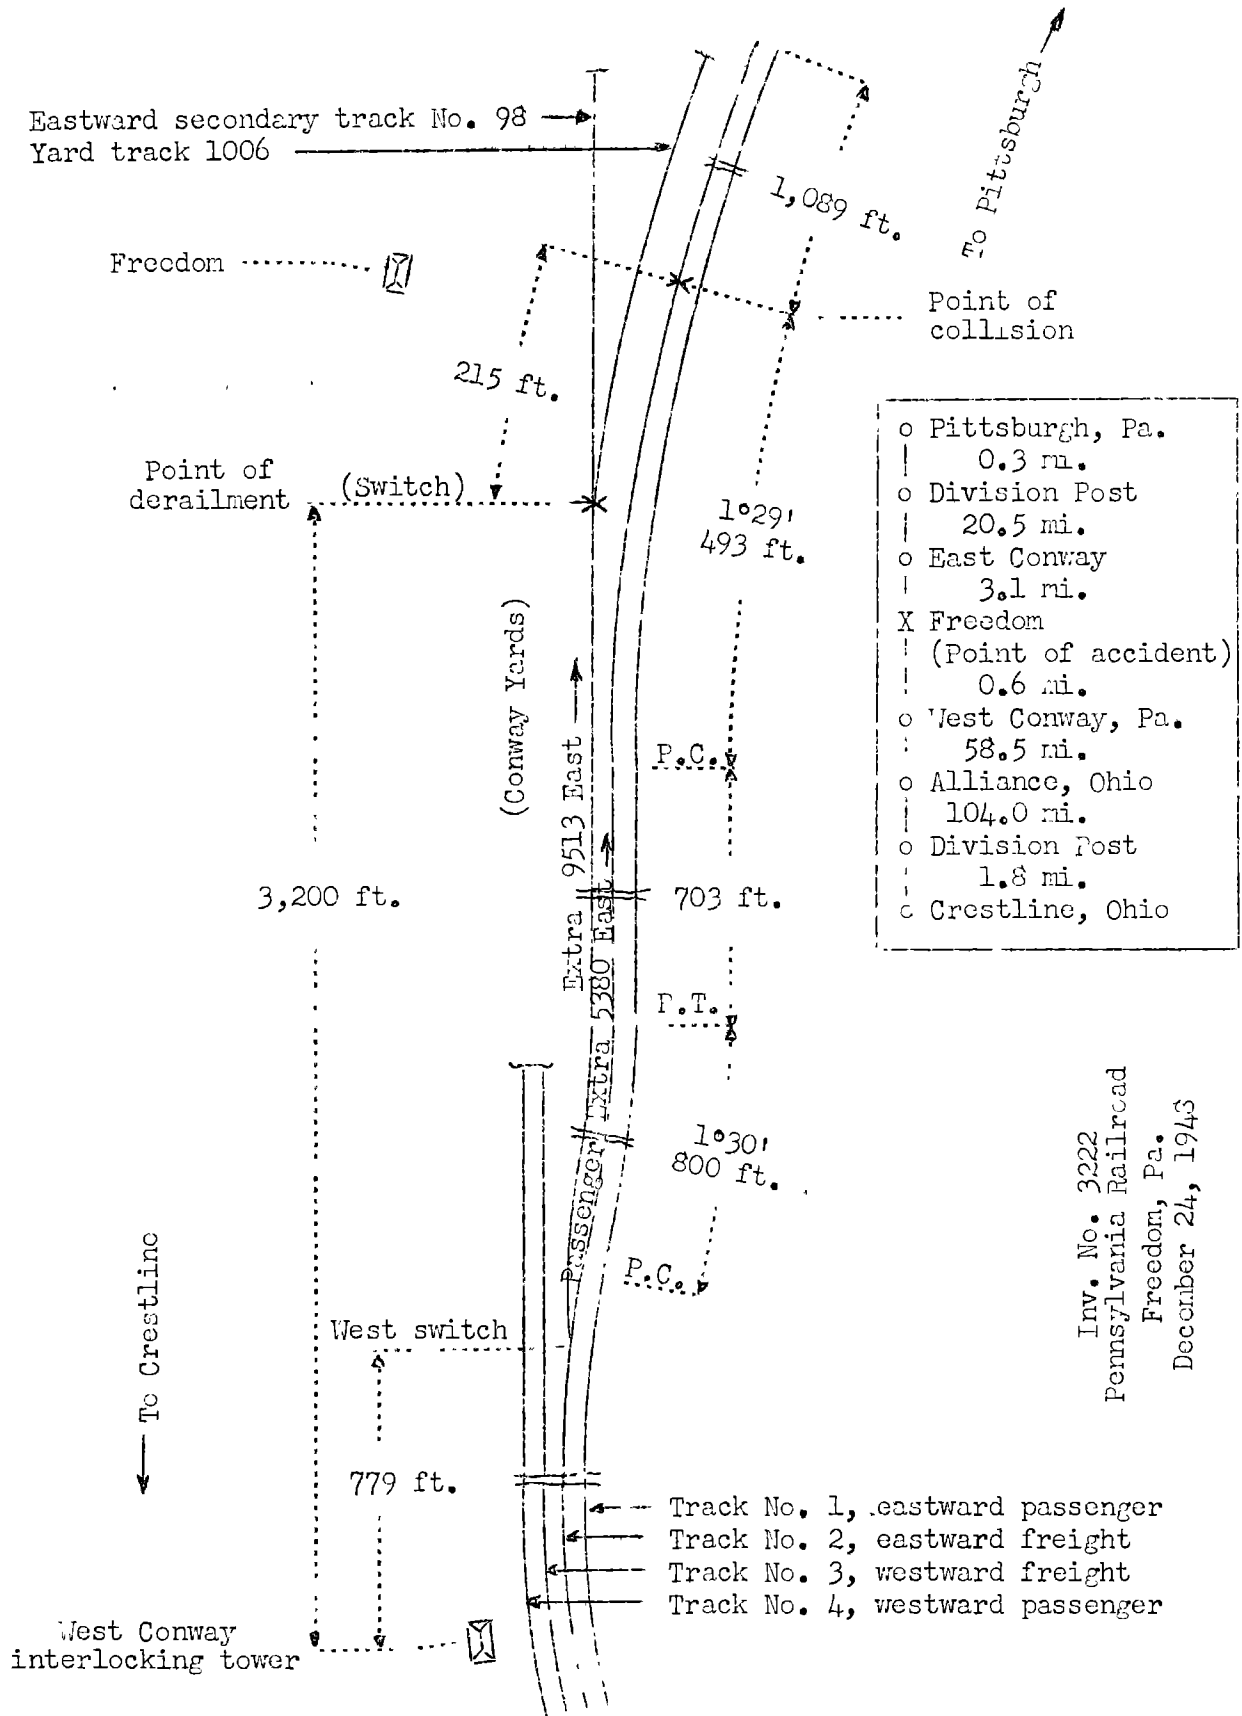 To Pittsburgh
Eastward secondary track No. 98
Yard track 1006
1,089 ft.
Freedom
Point of
collision
215 ft.
Point of
derailment
(Switch)
1°29'
493 ft.
Pittsburgh, Pa.
0.3 mi.
Division Post
20.5 mi.
East Conway
3.1 mi.
X Freedom
(Point of accident)
0.6 mi.
West Conway, Pa.
58.5 mi.
Alliance, Ohio
104.0 mi.
Division Post
1.8 mi.
Crestline, Ohio
(Conway Yards)
Extra 9513 East
Passenger Extra 5380 East
P.C.
3,200 ft.
703 ft.
P.T.
1°30'
800 ft.
P.C.
To Crestline
West switch
779 ft.
Track No. 1, eastward passenger
Track No. 2, eastward freight
Track No. 3, westward freight
Track No. 4, westward passenger
West Conway
interlocking tower
Inv. No. 3222
Pennsylvania Railroad
Freedom, Pa.
December 24, 1948